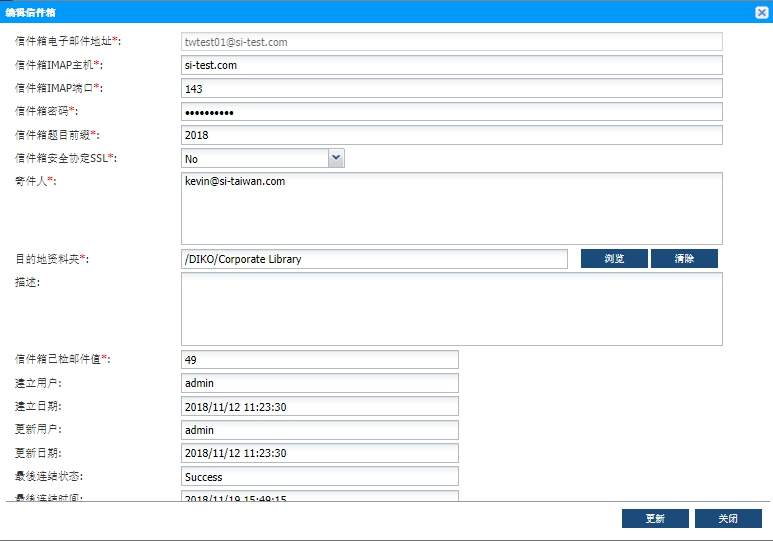 编辑信件箱
信件箱电子邮件地址*: twtest01@si-test.com
信件箱IMAP主机*: si-test.com
信件箱IMAP端口*: 143
信件箱密码*: ••••••••••
信件箱题目前缀*: 2018
信件箱安全协定SSL*: No
寄件人*: kevin@si-taiwan.com
目的地资料夹*: /DIKO/Corporate Library 浏览 清除
描述:
信件箱已检邮件值*: 49
建立用户: admin
建立日期: 2018/11/12 11:23:30
更新用户: admin
更新日期: 2018/11/12 11:23:30
最後连结状态: Success
最後连结时间: 2018/11/19 15:49:15
更新 关闭